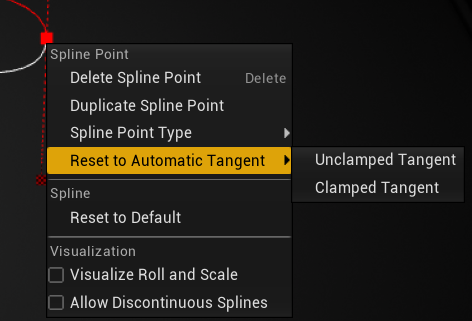 Spline Point
Delete Spline Point Delete
Duplicate Spline Point
Spline Point Type
Reset to Automatic Tangent
Unclamped Tangent
Clamped Tangent
Spline
Reset to Default
Visualization
Visualize Roll and Scale
Allow Discontinuous Splines